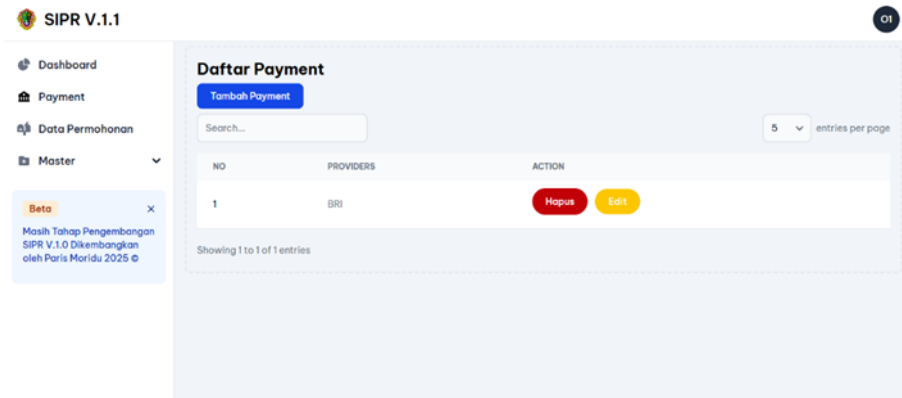 SIPR V.1.1
01
Dashboard
Payment
Data Permohonan
Master
Beta
Masih Tahap Pengembangan
SIPR V.1.0 Dikembangkan
oleh Paris Moridu 2025 ©
Daftar Payment
Tambah Payment
Search...
5 entries per page
NO PROVIDERS ACTION
1 BRI Hapus Edit
Showing 1 to 1 of 1 entries